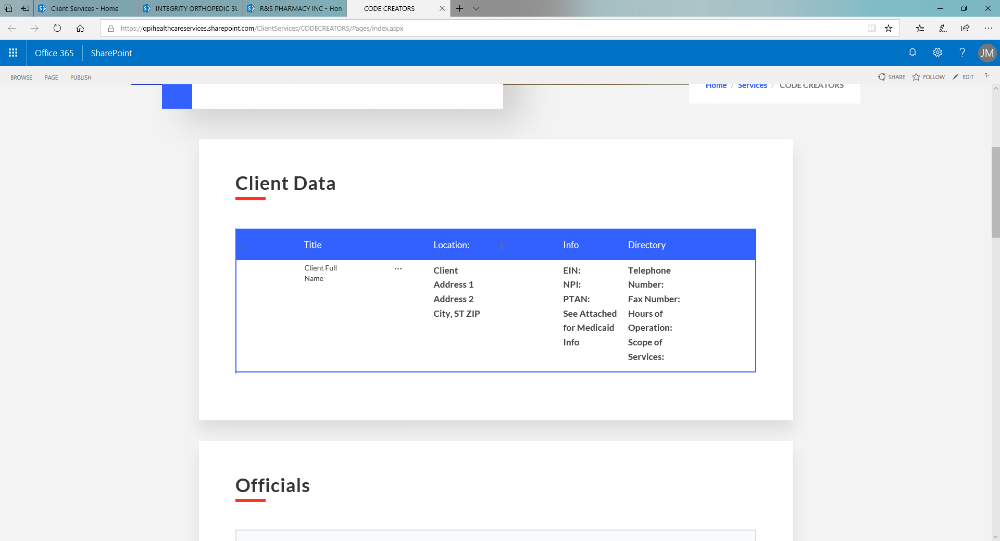 Client Services - Home
INTEGRITY ORTHOPEDIC SU
R&S PHARMACY INC - Hom
CODE CREATORS
https://qpihealthcareservices.sharepoint.com/ClientServices/CODECREATORS/Pages/index.aspx
Office 365
SharePoint
JM
BROWSE
PAGE
PUBLISH
SHARE
FOLLOW
EDIT
Home / Services / CODE CREATORS
Client Data
Title
Location:
Info
Directory
Client Full
Name
...
Client
Address 1
Address 2
City, ST ZIP
EIN:
NPI:
PTAN:
See Attached
for Medicaid
Info
Telephone
Number:
Fax Number:
Hours of
Operation:
Scope of
Services:
Officials